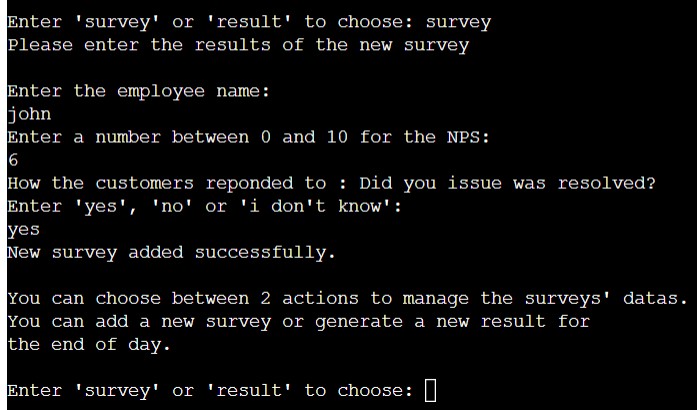 Enter 'survey' or 'result' to choose: survey
Please enter the results of the new survey
Enter the employee name:
john
Enter a number between 0 and 10 for the NPS:
6
How the customers reponded to : Did you issue was resolved?
Enter 'yes', 'no' or 'i don't know':
yes
New survey added successfully.
You can choose between 2 actions to manage the surveys' datas.
You can add a new survey or generate a new result for
the end of day.
Enter 'survey' or 'result' to choose: